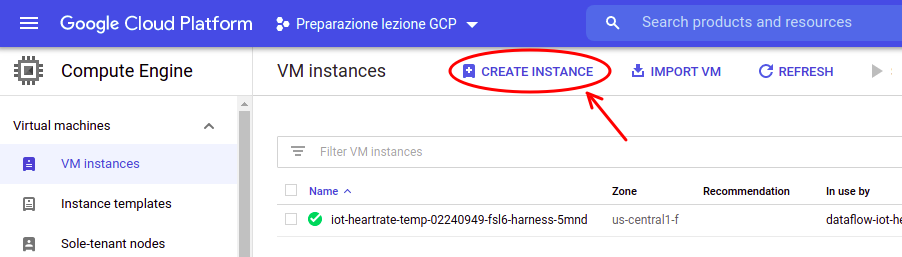 Google Cloud Platform
Preparazione lezione GCP
Search products and resources
Compute Engine
VM instances
CREATE INSTANCE
IMPORT VM
REFRESH
Virtual machines
VM instances
Instance templates
Sole-tenant nodes
Filter VM instances
Name Zone Recommendation In use by
iot-heartrate-temp-02240949-fsl6-harness-5mnd us-central1-f dataflow-iot-he